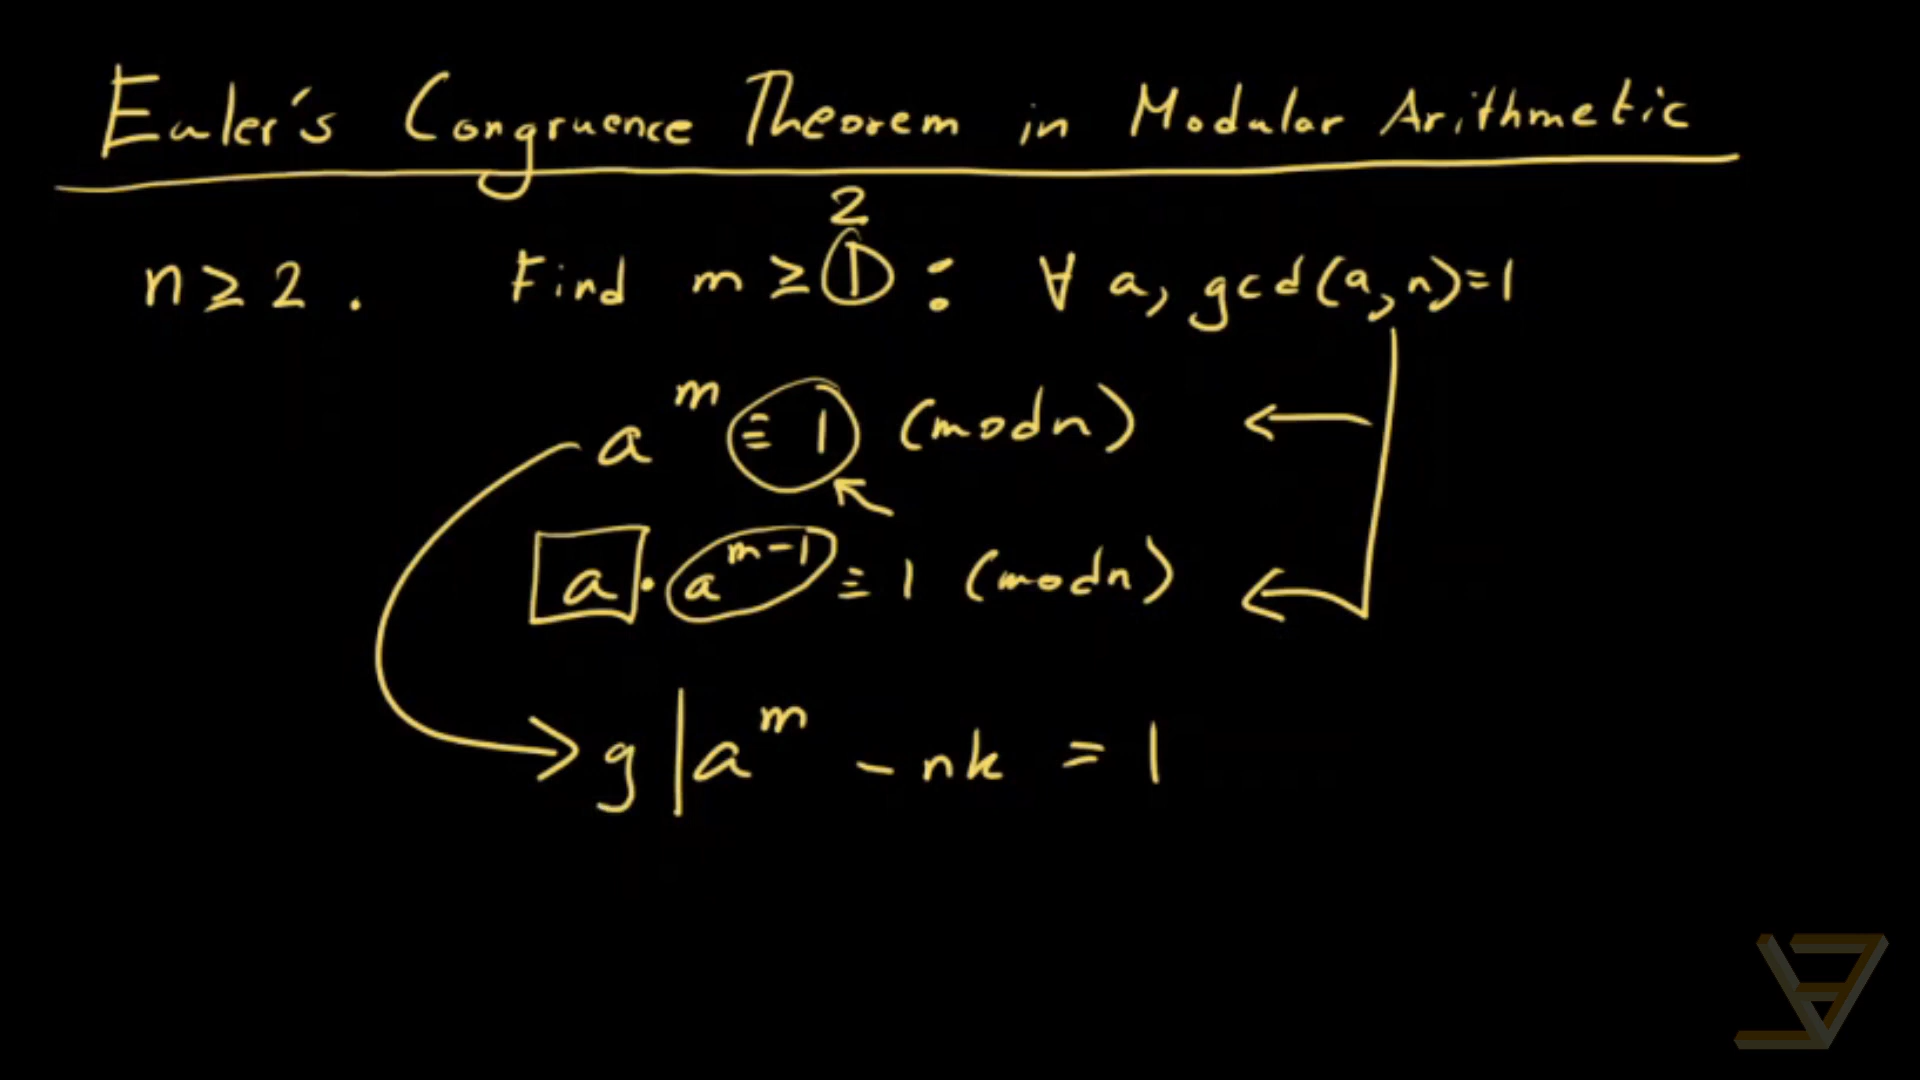 Euler's Congruence Theorem in Modular Arithmetic
2
n ≥ 2. Find m ≥ 1 : ∀ a, gcd(a,n)=1
a^m ≡ 1 (mod n)
a · a^{m-1} ≡ 1 (mod n)
g | a^m - nk = 1